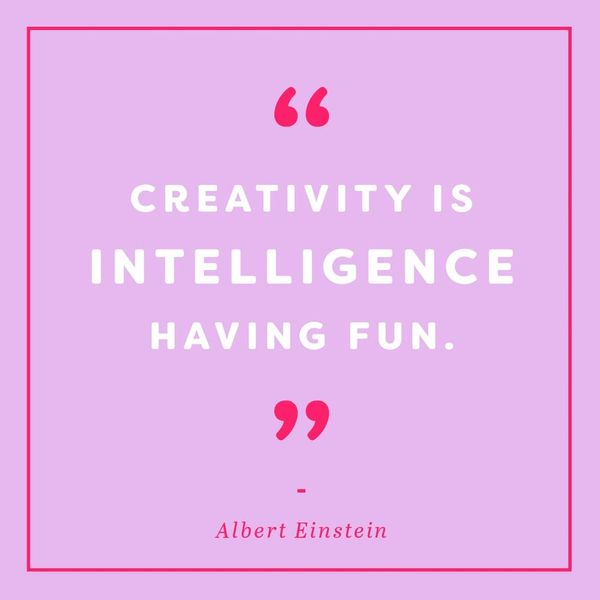 “
CREATIVITY IS
INTELLIGENCE
HAVING FUN.
”
-
Albert Einstein